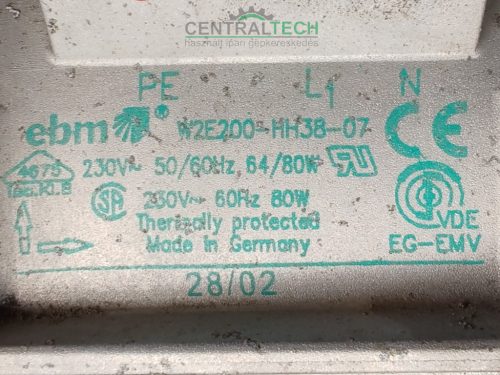 CENTRALTECH
használt ipari gépkereskedés
PE L1 N
ebm W2E200-HH38-07 CE
230V~ 50/60Hz, 64/80W
230V~ 60Hz 80W VDE
Thermally protected
Made in Germany EG-EMV
28/02